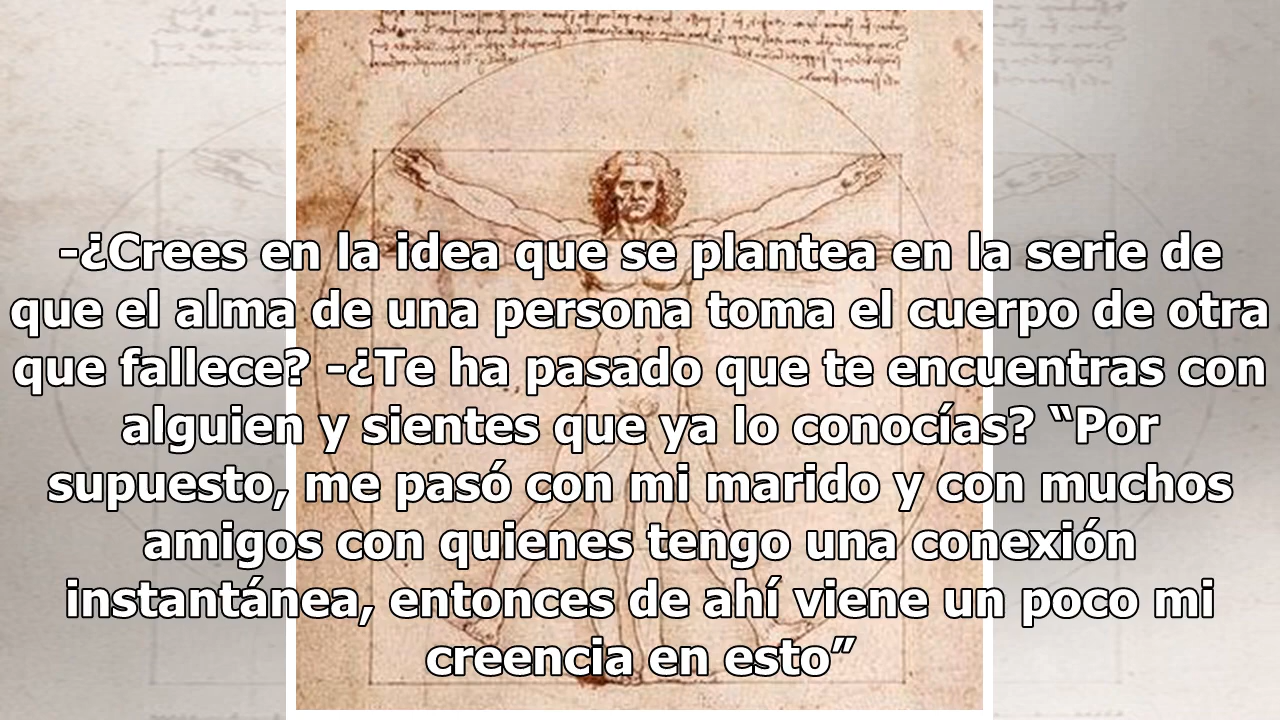 -¿Crees en la idea que se plantea en la serie de
que el alma de una persona toma el cuerpo de otra
que fallece? -¿Te ha pasado que te encuentras con
alguien y sientes que ya lo conocías? “Por
supuesto, me pasó con mi marido y con muchos
amigos con quienes tengo una conexión
instantánea, entonces de ahí viene un poco mi
creencia en esto”